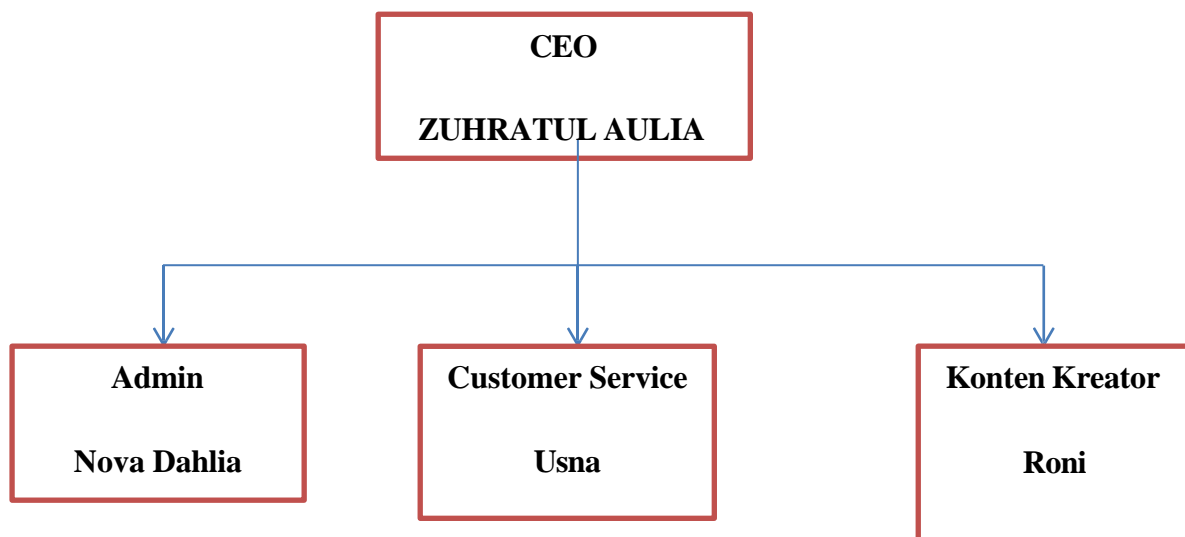 CEO
ZUHRATUL AULIA
Admin
Nova Dahlia
Customer Service
Usna
Konten Kreator
Roni